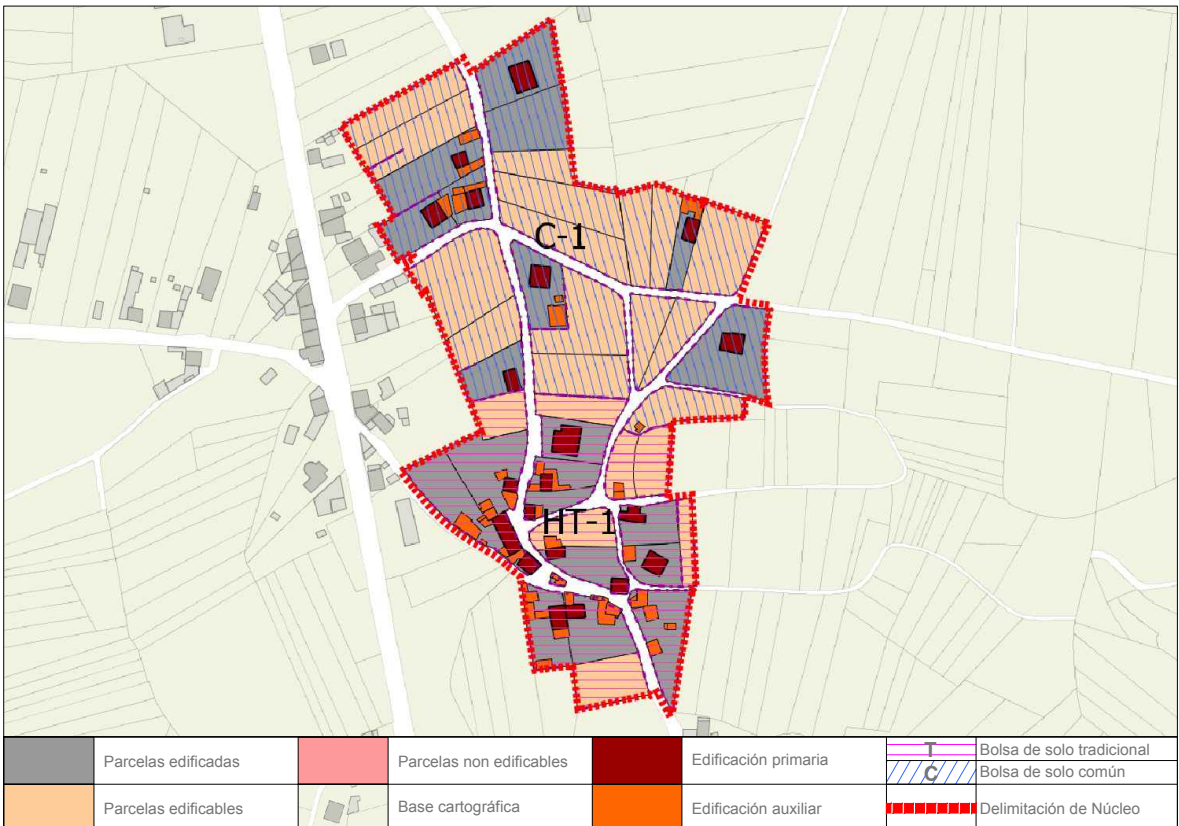 C-1
HT-1
Parcelas edificadas
Parcelas non edificables
Edificación primaria
T
Bolsa de solo tradicional
C
Bolsa de solo común
Parcelas edificables
Base cartográfica
Edificación auxiliar
Delimitación de Núcleo